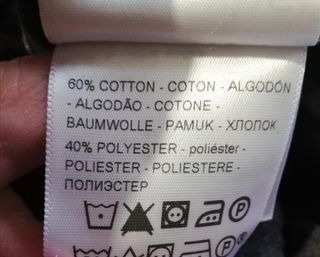 60% COTTON - COTON - ALGODÓN
- ALGODÃO - COTONE -
BAUMWOLLE - PAMUK - ХЛОПОК
40% POLYESTER - poliéster -
POLIESTER - POLIESTERE -
ПОЛИЭСТЕР
P